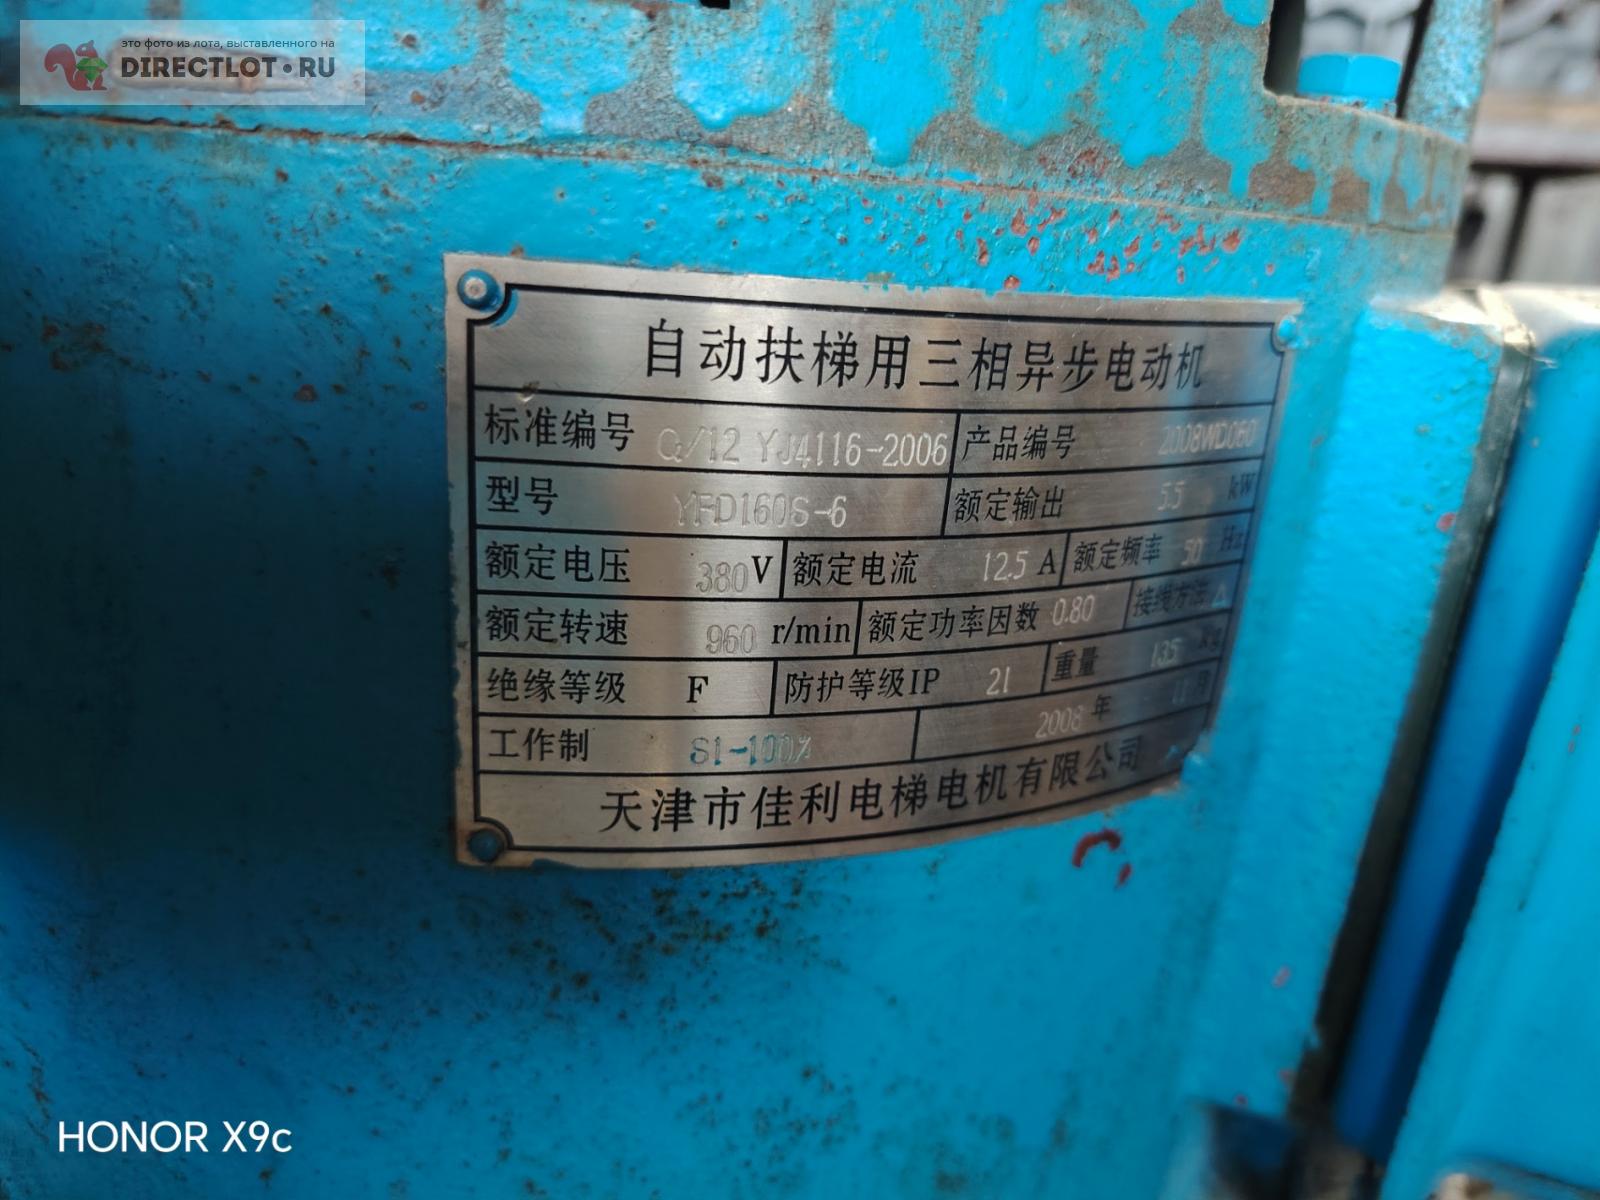 это фото из лота, выставленного на
DIRECTLOT.RU
自动扶梯用三相异步电动机
标准编号 Q/12 YJ4116-2006 产品编号 2008WD060
型号 YFD160S-6 额定输出 5.5 kW
额定电压 380 V 额定电流 12.5 A 额定频率 50 Hz
额定转速 960 r/min 额定功率因数 0.80 接线方法 △
绝缘等级 F 防护等级IP 21 重量 135 kg
工作制 S1-100% 2008 年 11 月
天津市佳利电梯电机有限公司
HONOR X9c